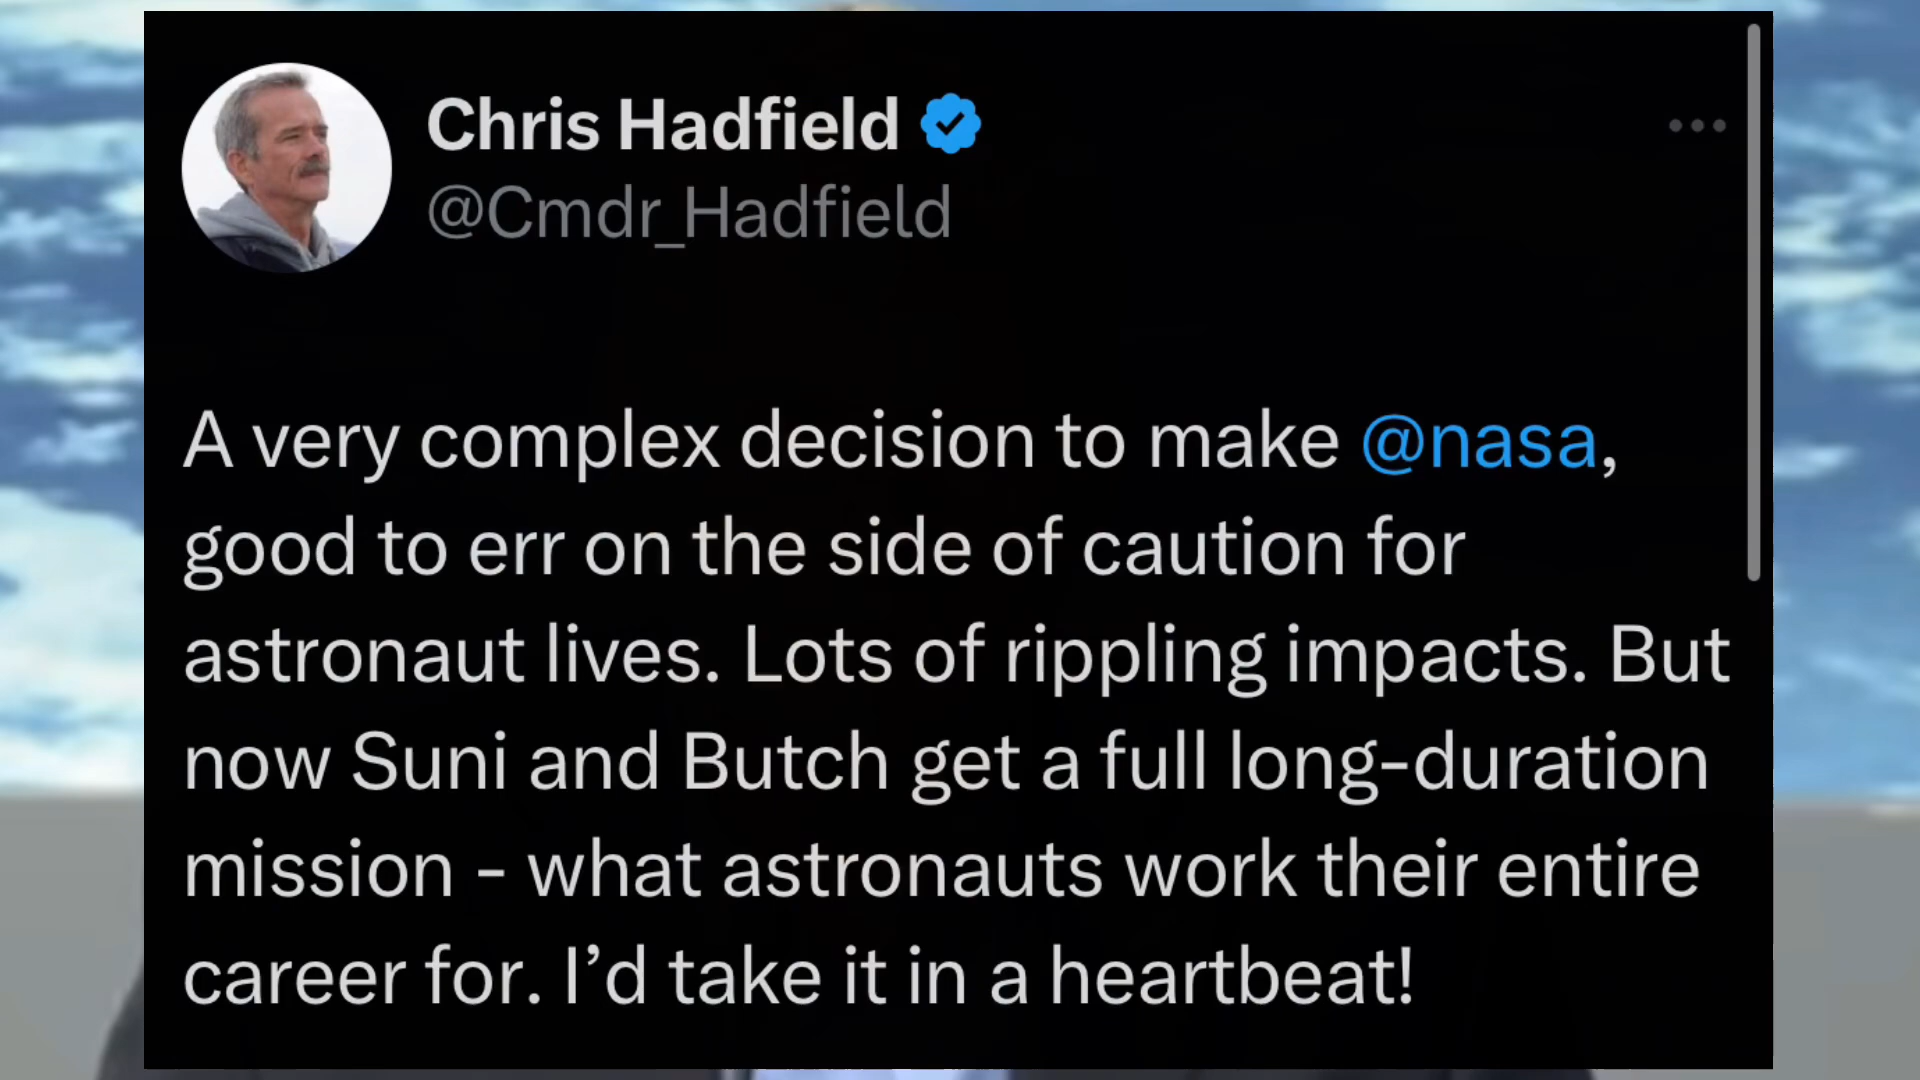 Chris Hadfield
@Cmdr_Hadfield
A very complex decision to make @nasa,
good to err on the side of caution for
astronaut lives. Lots of rippling impacts. But
now Suni and Butch get a full long-duration
mission - what astronauts work their entire
career for. I’d take it in a heartbeat!